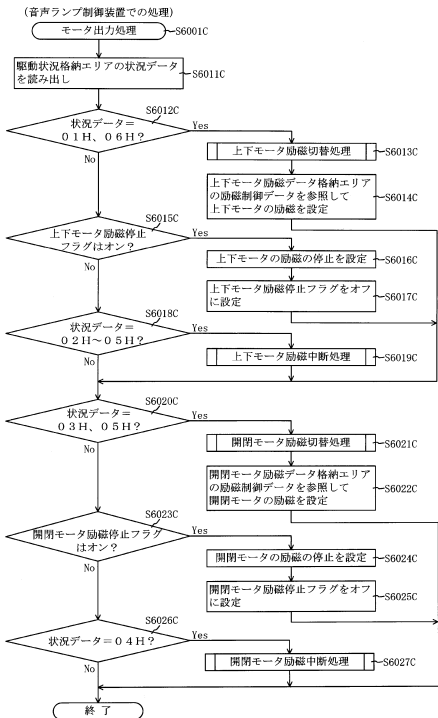 （音声ランプ制御装置での処理）
モータ出力処理
S6001C
駆動状況格納エリアの状況データ
を読み出し
S6011C
S6012C
状況データ＝
０１Ｈ、０６Ｈ？
Yes
No
上下モータ励磁切替処理
S6013C
上下モータ励磁データ格納エリア
の励磁制御データを参照して
上下モータの励磁を設定
S6014C
S6015C
上下モータ励磁停止
フラグはオン？
Yes
No
上下モータの励磁の停止を設定
S6016C
上下モータ励磁停止フラグをオフ
に設定
S6017C
S6018C
状況データ＝
０２Ｈ～０５Ｈ？
Yes
No
上下モータ励磁中断処理
S6019C
S6020C
状況データ＝
０３Ｈ、０５Ｈ？
Yes
No
開閉モータ励磁切替処理
S6021C
開閉モータ励磁データ格納エリア
の励磁制御データを参照して
開閉モータの励磁を設定
S6022C
S6023C
開閉モータ励磁停止フラグ
はオン？
Yes
No
開閉モータの励磁の停止を設定
S6024C
開閉モータ励磁停止フラグをオフ
に設定
S6025C
S6026C
状況データ＝０４Ｈ？
Yes
No
開閉モータ励磁中断処理
S6027C
終 了